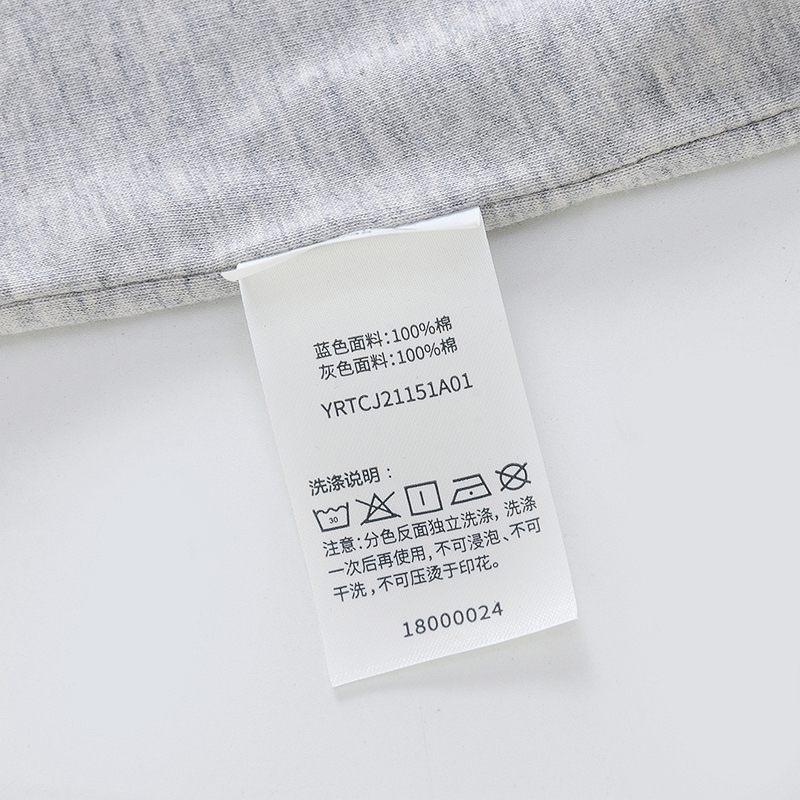 蓝色面料:100%棉
灰色面料:100%棉
YRTCJ21151A01
洗涤说明:
30
注意:分色反面独立洗涤, 洗涤
一次后再使用, 不可浸泡、不可
干洗, 不可压烫于印花。
18000024